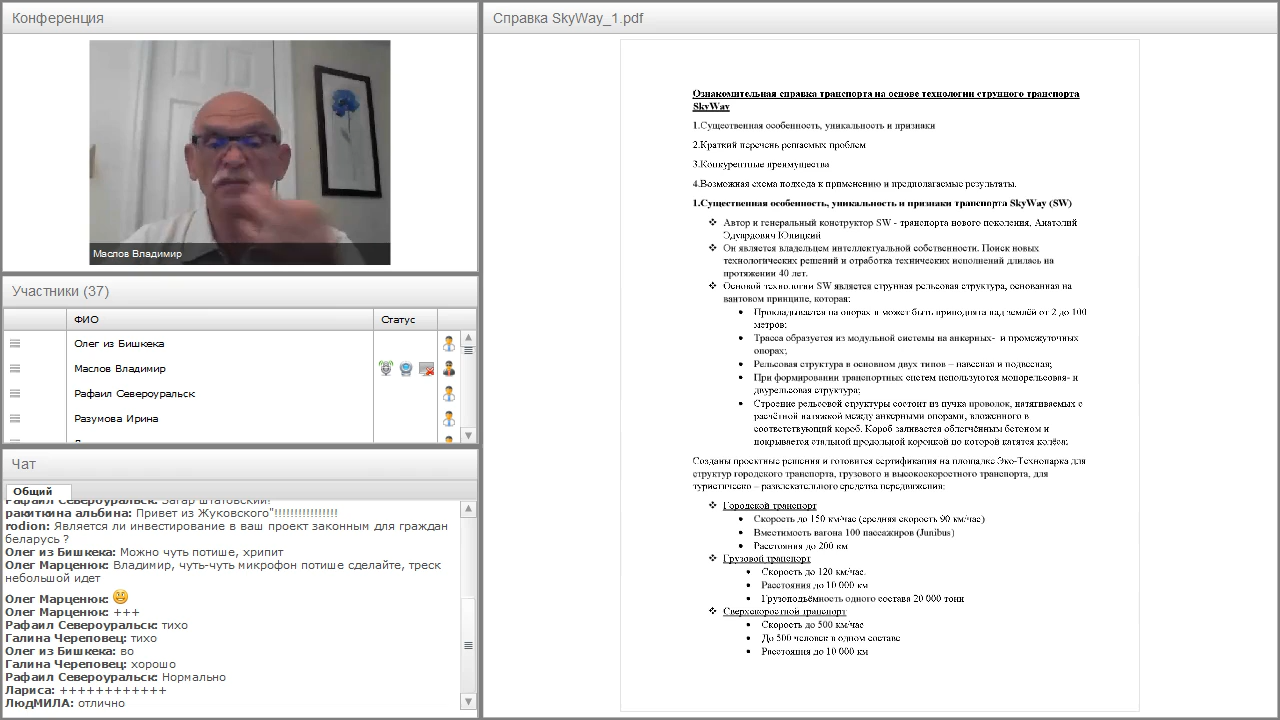 Конференция
Маслов Владимир
Участники (37)
ФИО
Статус
Олег из Бишкека
Маслов Владимир
Рафаил Североуральск
Разумова Ирина
Чат
Общий
Рафаил Североуральск: Загар штатовский!
ракиткина альбина: Привет из Жуковского"!!!!!!!!!!!!!!!
rodion: Является ли инвестирование в ваш проект законным для граждан
беларусь ?
Олег из Бишкека: Можно чуть потише, хрипит
Олег Марценюк: Владимир, чуть-чуть микрофон потише сделайте, треск
небольшой идет
Олег Марценюк:
Олег Марценюк: +++
Рафаил Североуральск: тихо
Галина Череповец: тихо
Олег из Бишкека: во
Галина Череповец: хорошо
Рафаил Североуральск: Нормально
Лариса: ++++++++++++
ЛюдМИЛА: отлично
Справка SkyWay_1.pdf
Ознакомительная справка транспорта на основе технологии струнного транспорта
SkyWay
1.Существенная особенность, уникальность и признаки
2.Краткий перечень решаемых проблем
3.Конкурентные преимущества
4.Возможная схема подхода к применению и предполагаемые результаты.
1.Существенная особенность, уникальность и признаки транспорта SkyWay (SW)
❖ Автор и генеральный конструктор SW - транспорта нового поколения, Анатолий
Эдуардович Юницкий
❖ Он является владельцем интеллектуальной собственности. Поиск новых
технологических решений и отработка технических исполнений длилась на
протяжении 40 лет.
❖ Основой технологии SW является струнная рельсовая структура, основанная на
вантовом принципе, которая:
• Прокладывается на опорах и может быть приподнята над землёй от 2 до 100
метров;
• Трасса образуется из модульной системы на анкерных- и промежуточных
опорах;
• Рельсовая структура в основном двух типов – навесная и подвесная;
• При формировании транспортных систем используются монорельсовая- и
двурельсовая структура;
• Строение рельсовой структуры состоит из пучка проволок, натягиваемых с
расчётной натяжкой между анкерными опорами, вложенного в
соответствующий короб. Короб заливается облегчённым бетоном и
покрывается стальной продольной корошкой по которой катятся колёса;
Созданы проектные решения и готовится сертификация на площадке Эко-Технопарка для
структур городского транспорта, грузового и высокоскоростного транспорта, для
туристическо – развлекательного средства передвижения:
❖ Городской транспорт
• Скорость до 150 км/час (средняя скорость 90 км/час)
• Вместимость вагона 100 пассажиров (Junibus)
• Расстояния до 200 км
❖ Грузовой транспорт
• Скорость до 120 км/час.
• Расстояния до 10 000 км
• Грузоподъёмность одного состава 20 000 тонн
❖ Сверхскоростной транспорт
• Скорость до 500 км/час
• До 500 человек в одном составе
• Расстояния до 10 000 км